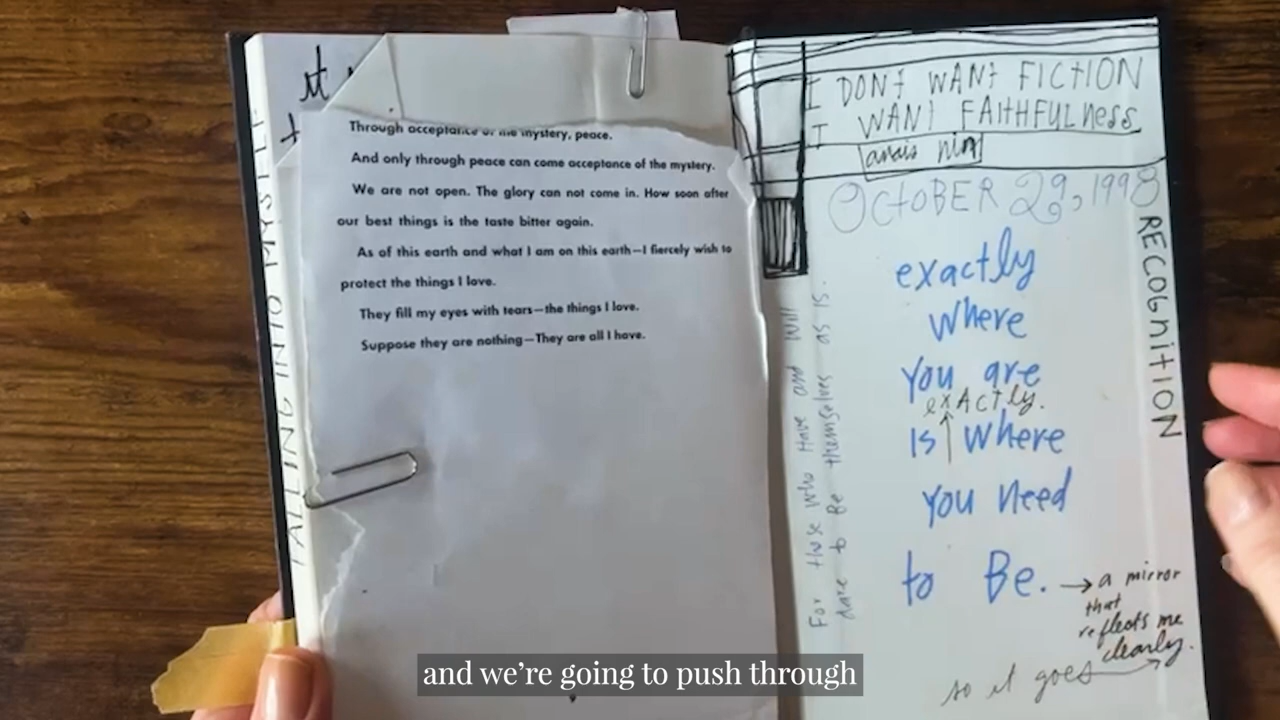 it
FALLING INTO MYSELF
Through acceptance of the mystery, peace.
And only through peace can come acceptance of the mystery.
We are not open. The glory can not come in. How soon after
our best things is the taste bitter again.
As of this earth and what I am on this earth—I fiercely wish to
protect the things I love.
They fill my eyes with tears—the things I love.
Suppose they are nothing—They are all I have.
I DONT WANT FICTION
I WANT FAITHFULNESS
anais nin
OCTOBER 29, 1998
RECOGNITION
exactly
where
you are
exACTLY.
Is where
you need
to Be.
→ a mirror
that
reflects me
clearly.
so it goes
For those who Have and will
dare to Be themselves as is.
and we’re going to push through